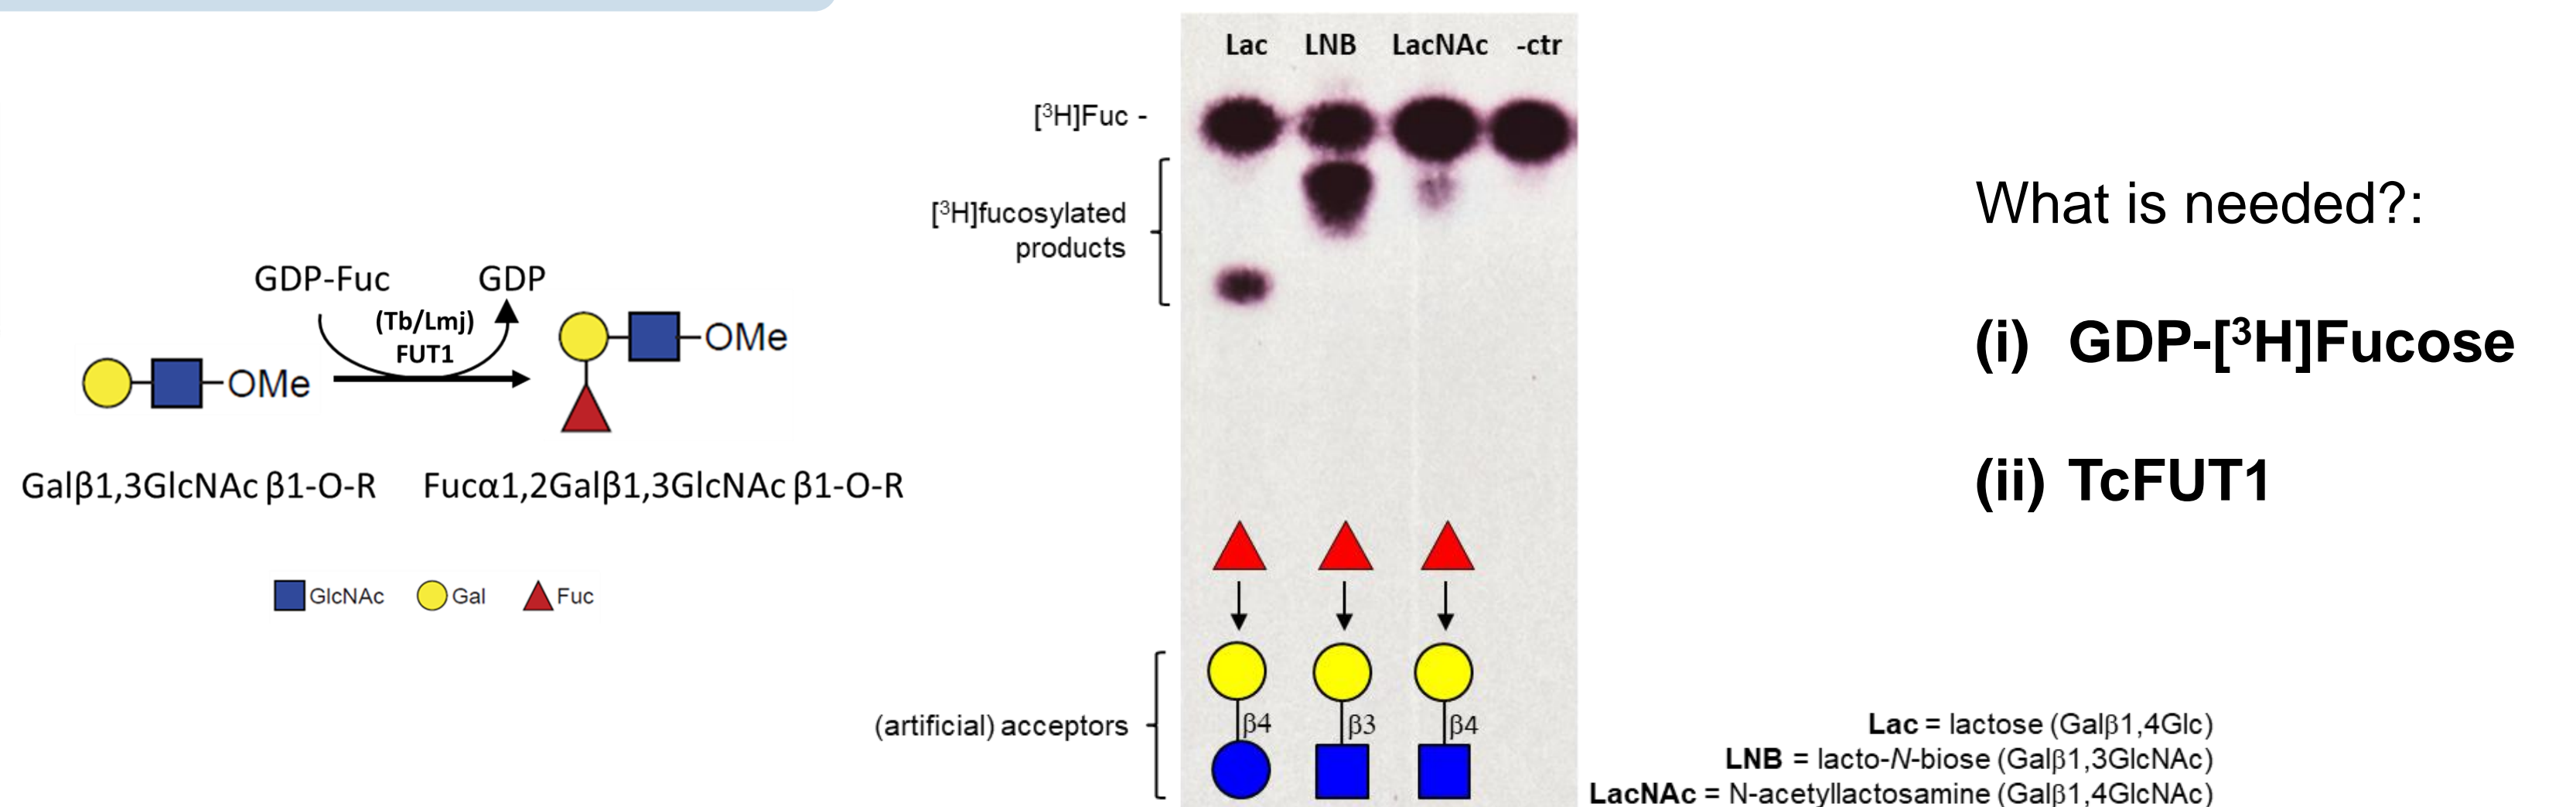 GDP-Fuc GDP
(Tb/Lmj)
FUT1
OMe
OMe
Galβ1,3GlcNAc β1-O-R Fucα1,2Galβ1,3GlcNAc β1-O-R
GlcNAc Gal Fuc
Lac LNB LacNAc -ctr
[³H]Fuc -
[³H]fucosylated
products
(artificial) acceptors
β4 β3 β4
What is needed?:
(i) GDP-[³H]Fucose
(ii) TcFUT1
Lac = lactose (Galβ1,4Glc)
LNB = lacto-N-biose (Galβ1,3GlcNAc)
LacNAc = N-acetyllactosamine (Galβ1,4GlcNAc)